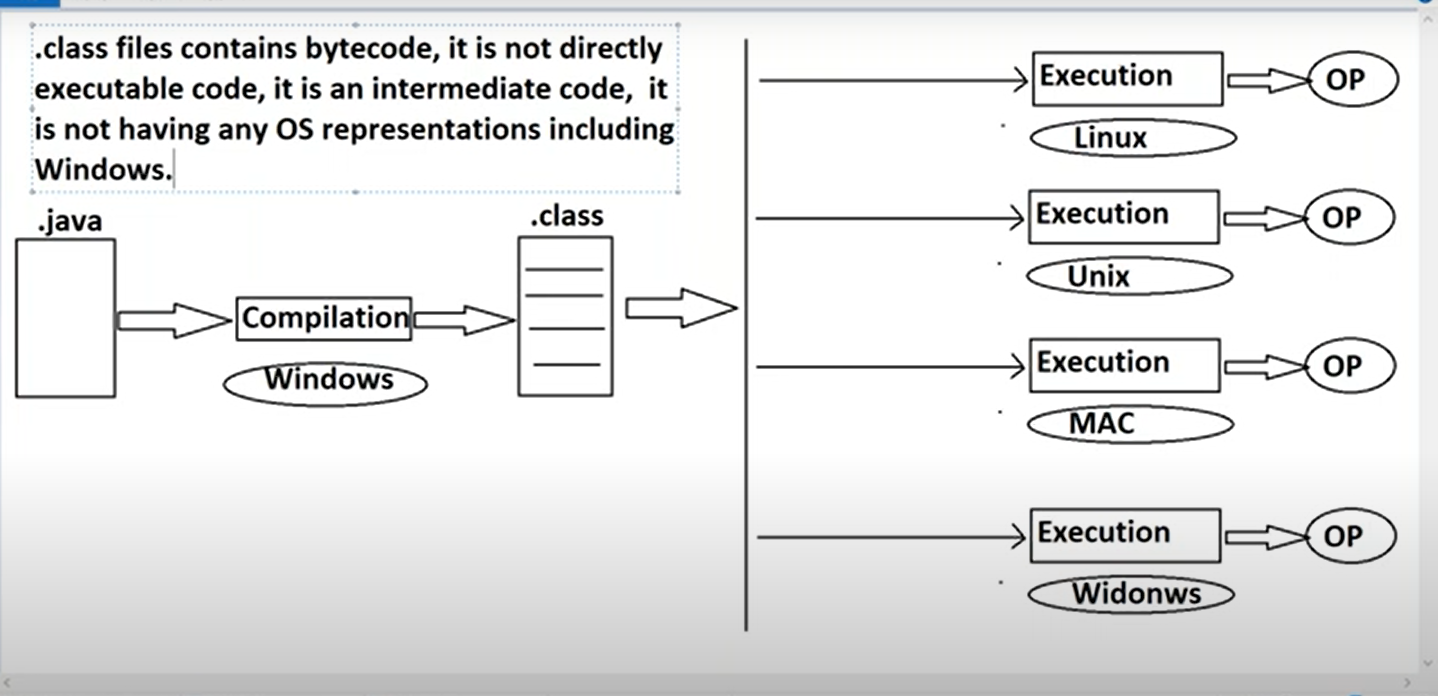 .class files contains bytecode, it is not directly
executable code, it is an intermediate code, it
is not having any OS representations including
Windows.
.java
.class
Compilation
Windows
Execution
OP
Linux
Execution
OP
Unix
Execution
OP
MAC
Execution
OP
Widonws